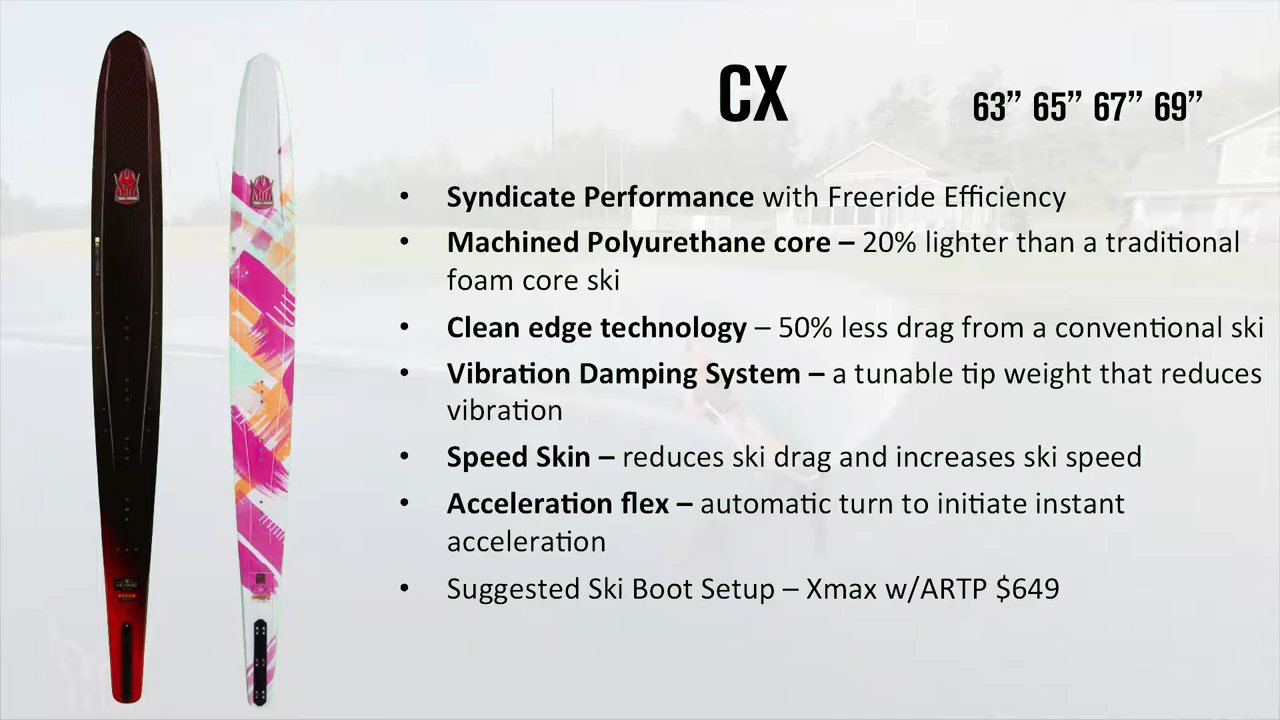 CX
63” 65” 67” 69”
• Syndicate Performance with Freeride Efficiency
• Machined Polyurethane core – 20% lighter than a traditional
foam core ski
• Clean edge technology – 50% less drag from a conventional ski
• Vibration Damping System – a tunable tip weight that reduces
vibration
• Speed Skin – reduces ski drag and increases ski speed
• Acceleration flex – automatic turn to initiate instant
acceleration
• Suggested Ski Boot Setup – Xmax w/ARTP $649